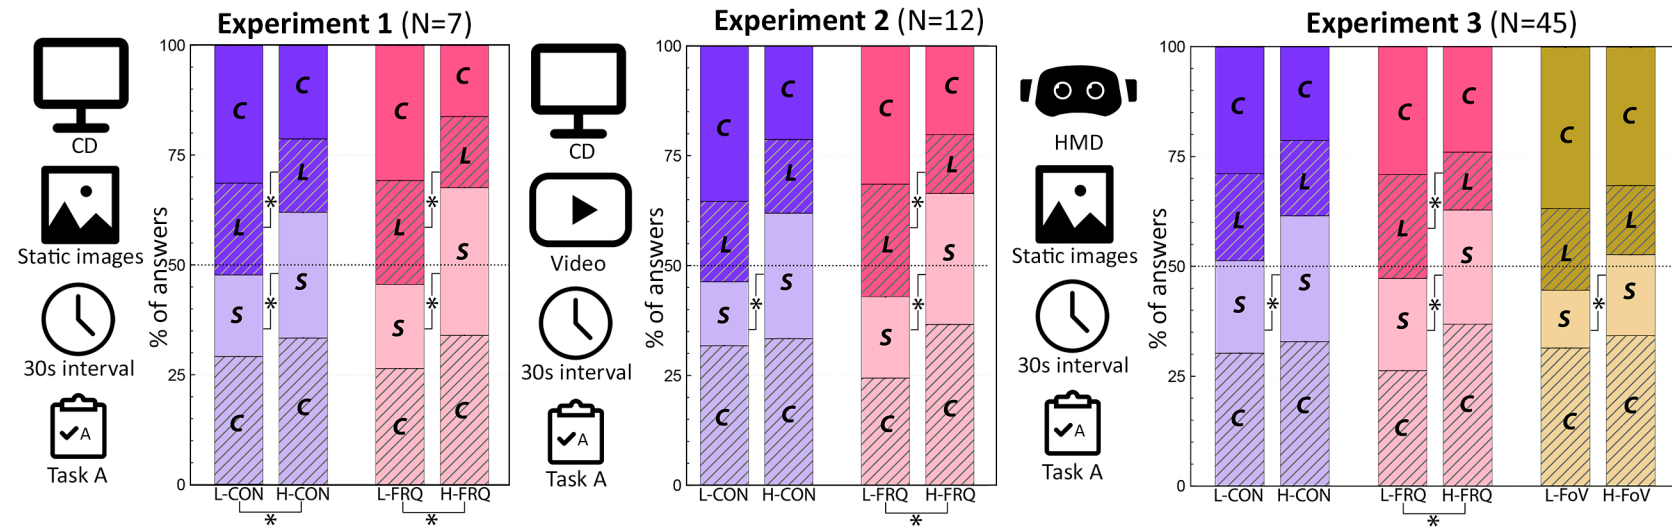 Experiment 1 (N=7)
CD
Static images
30s interval
A
Task A
% of answers
100
75
50
25
0
C
L
S
C
C
L
S
C
C
L
S
C
C
L
S
C
*
*
*
*
L-CON
H-CON
L-FRQ
H-FRQ
*
*
Experiment 2 (N=12)
CD
Video
30s interval
A
Task A
% of answers
100
75
50
25
0
C
L
S
C
C
L
S
C
C
L
S
C
C
L
S
C
*
*
*
L-CON
H-CON
L-FRQ
H-FRQ
*
Experiment 3 (N=45)
HMD
Static images
30s interval
A
Task A
% of answers
100
75
50
25
0
C
L
S
C
C
L
S
C
C
L
S
C
C
L
S
C
C
L
S
C
C
L
S
C
*
*
*
*
L-CON
H-CON
L-FRQ
H-FRQ
L-FoV
H-FoV
*